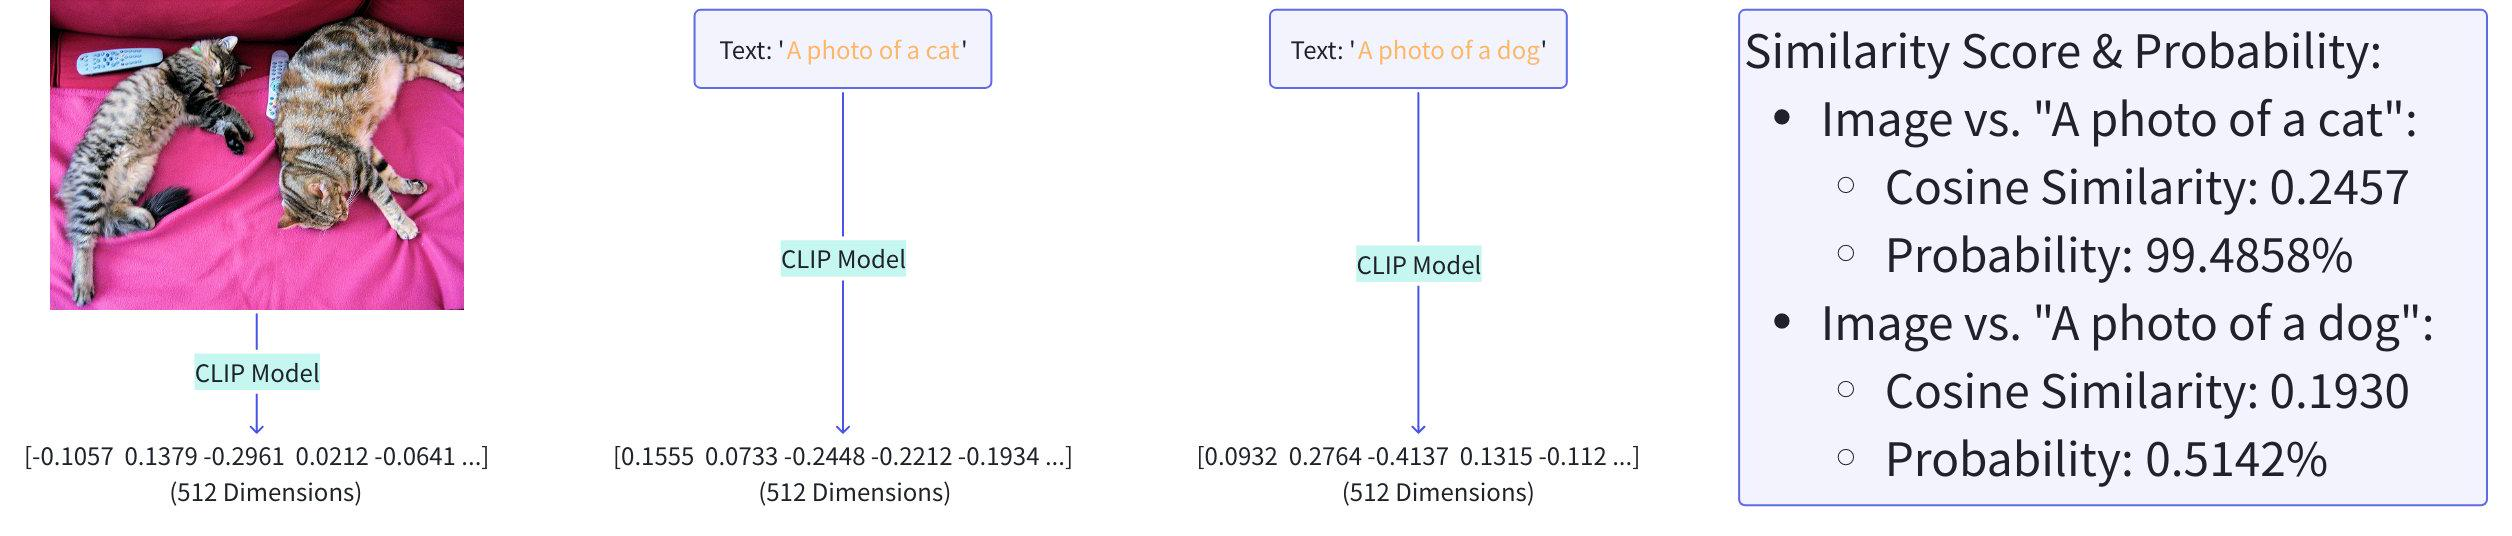 CLIP Model
[-0.1057 0.1379 -0.2961 0.0212 -0.0641 ...]
(512 Dimensions)
Text: 'A photo of a cat'
CLIP Model
[0.1555 0.0733 -0.2448 -0.2212 -0.1934 ...]
(512 Dimensions)
Text: 'A photo of a dog'
CLIP Model
[0.0932 0.2764 -0.4137 0.1315 -0.112 ...]
(512 Dimensions)
Similarity Score & Probability:
• Image vs. "A photo of a cat":
○ Cosine Similarity: 0.2457
○ Probability: 99.4858%
• Image vs. "A photo of a dog":
○ Cosine Similarity: 0.1930
○ Probability: 0.5142%